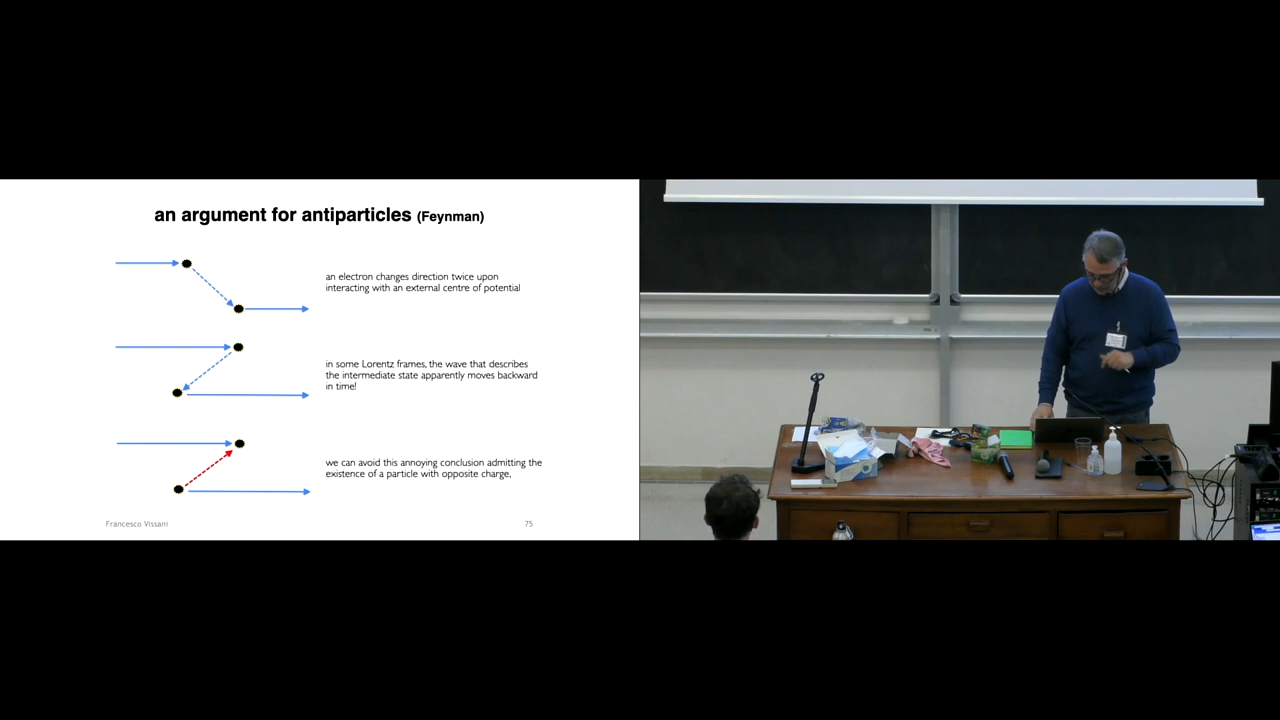 an argument for antiparticles (Feynman)
an electron changes direction twice upon
interacting with an external centre of potential
in some Lorentz frames, the wave that describes
the intermediate state apparently moves backward
in time!
we can avoid this annoying conclusion admitting the
existence of a particle with opposite charge,
Francesco Vissani
75